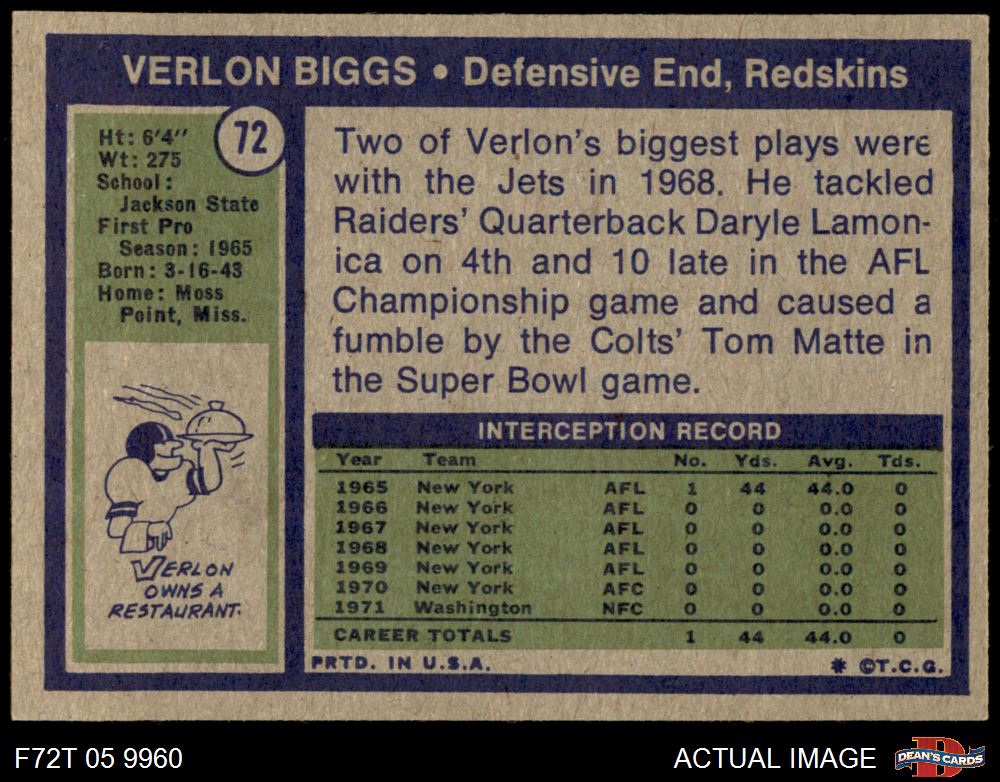 VERLON BIGGS • Defensive End, Redskins
72
Ht: 6'4''
Wt: 275
School:
Jackson State
First Pro
Season: 1965
Born: 3-16-43
Home: Moss
Point, Miss.
VERLON
OWNS A
RESTAURANT.
Two of Verlon's biggest plays were
with the Jets in 1968. He tackled
Raiders' Quarterback Daryle Lamon-
ica on 4th and 10 late in the AFL
Championship game and caused a
fumble by the Colts' Tom Matte in
the Super Bowl game.
INTERCEPTION RECORD
Year Team No. Yds. Avg. Tds.
1965 New York AFL 1 44 44.0 0
1966 New York AFL 0 0 0.0 0
1967 New York AFL 0 0 0.0 0
1968 New York AFL 0 0 0.0 0
1969 New York AFL 0 0 0.0 0
1970 New York AFC 0 0 0.0 0
1971 Washington NFC 0 0 0.0 0
CAREER TOTALS 1 44 44.0 0
PRTD. IN U.S.A. * ©T.C.G.
F72T 05 9960 ACTUAL IMAGE
D
DEAN'S CARDS